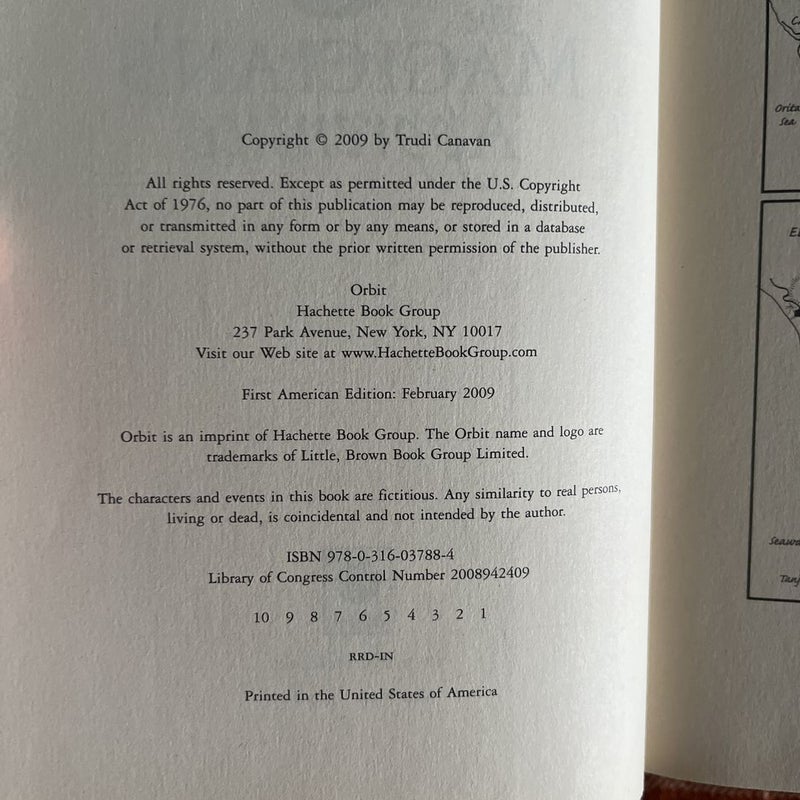 Copyright © 2009 by Trudi Canavan
All rights reserved. Except as permitted under the U.S. Copyright
Act of 1976, no part of this publication may be reproduced, distributed,
or transmitted in any form or by any means, or stored in a database
or retrieval system, without the prior written permission of the publisher.
Orbit
Hachette Book Group
237 Park Avenue, New York, NY 10017
Visit our Web site at www.HachetteBookGroup.com
First American Edition: February 2009
Orbit is an imprint of Hachette Book Group. The Orbit name and logo are
trademarks of Little, Brown Book Group Limited.
The characters and events in this book are fictitious. Any similarity to real persons,
living or dead, is coincidental and not intended by the author.
ISBN 978-0-316-03788-4
Library of Congress Control Number 2008942409
10 9 8 7 6 5 4 3 2 1
RRD-IN
Printed in the United States of America
Sea